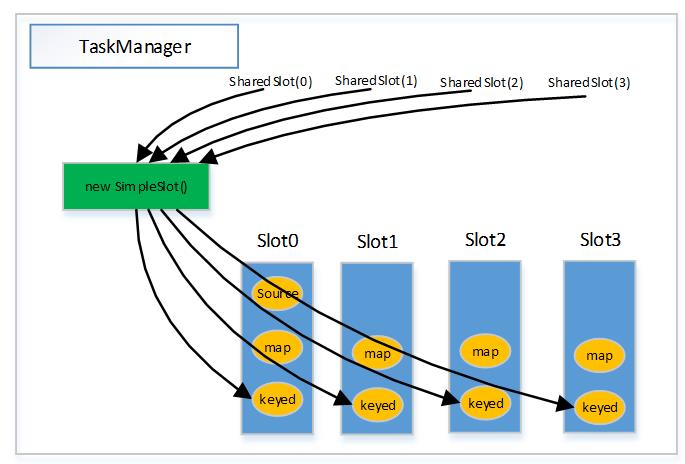 TaskManager
SharedSlot(0) SharedSlot(1) SharedSlot(2) SharedSlot(3)
new SimpleSlot()
Slot0 Slot1 Slot2 Slot3
Source
map map map map
keyed keyed keyed keyed